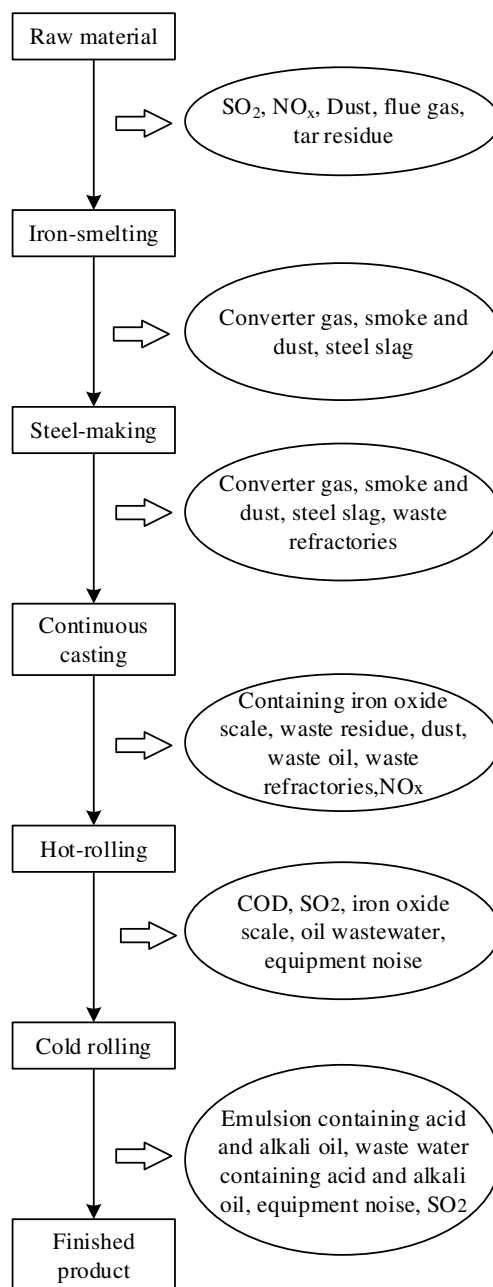 Raw material
SO₂, NOₓ, Dust, flue gas,
tar residue
Iron-smelting
Converter gas, smoke and
dust, steel slag
Steel-making
Converter gas, smoke and
dust, steel slag, waste
refractories
Continuous
casting
Containing iron oxide
scale, waste residue, dust,
waste oil, waste
refractories,NOx
Hot-rolling
COD, SO2, iron oxide
scale, oil wastewater,
equipment noise
Cold rolling
Emulsion containing acid
and alkali oil, waste water
containing acid and alkali
oil, equipment noise, SO2
Finished
product